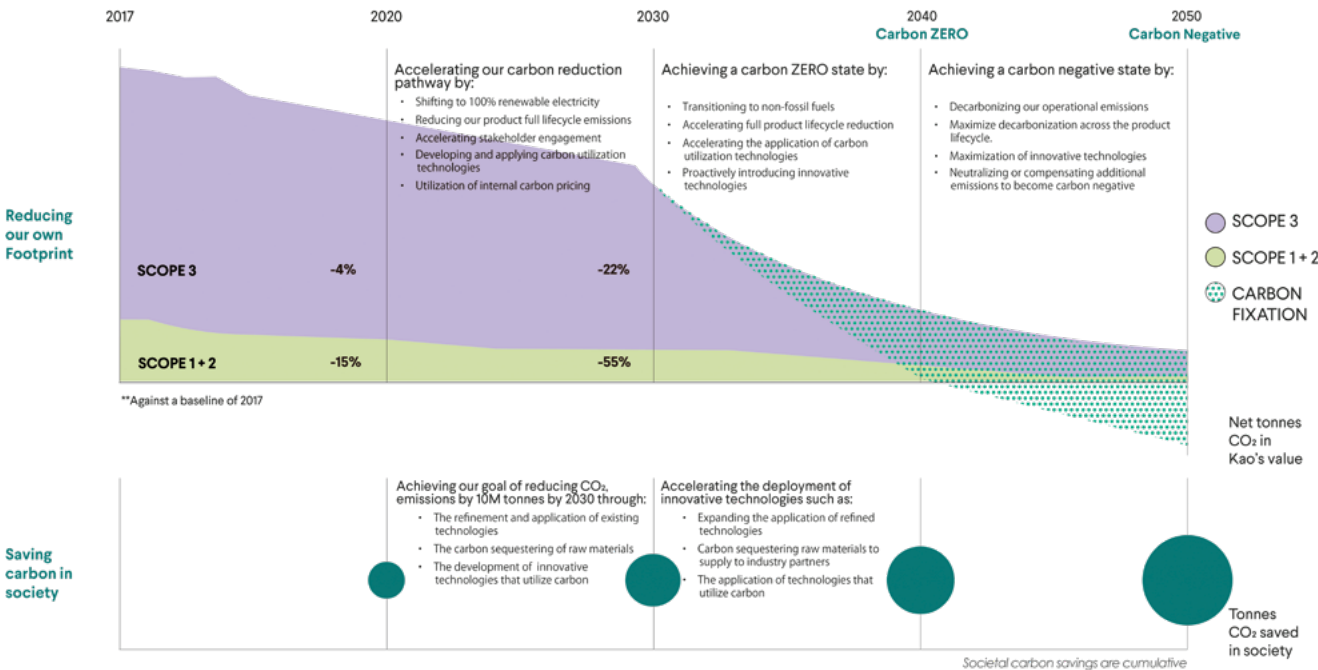 2017
2020
2030
2040
2050
Carbon ZERO
Carbon Negative
Accelerating our carbon reduction
pathway by:
• Shifting to 100% renewable electricity
• Reducing our product full lifecycle emissions
• Accelerating stakeholder engagement
• Developing and applying carbon utilization
technologies
• Utilization of internal carbon pricing
Achieving a carbon ZERO state by:
• Transitioning to non-fossil fuels
• Accelerating full product lifecycle reduction
• Accelerating the application of carbon
utilization technologies
• Proactively introducing innovative
technologies
Achieving a carbon negative state by:
• Decarbonizing our operational emissions
• Maximize decarbonization across the product
lifecycle.
• Maximization of innovative technologies
• Neutralizing or compensating additional
emissions to become carbon negative
Reducing
our own
Footprint
SCOPE 3
-4%
-22%
SCOPE 1 + 2
-15%
-55%
SCOPE 3
SCOPE 1 + 2
CARBON
FIXATION
**Against a baseline of 2017
Net tonnes
CO₂ in
Kao's value
Saving
carbon in
society
Achieving our goal of reducing CO₂,
emissions by 10M tonnes by 2030 through:
• The refinement and application of existing
technologies
• The carbon sequestering of raw materials
• The development of innovative
technologies that utilize carbon
Accelerating the deployment of
innovative technologies such as:
• Expanding the application of refined
technologies
• Carbon sequestering raw materials to
supply to industry partners
• The application of technologies that
utilize carbon
Tonnes
CO₂ saved
in society
Societal carbon savings are cumulative